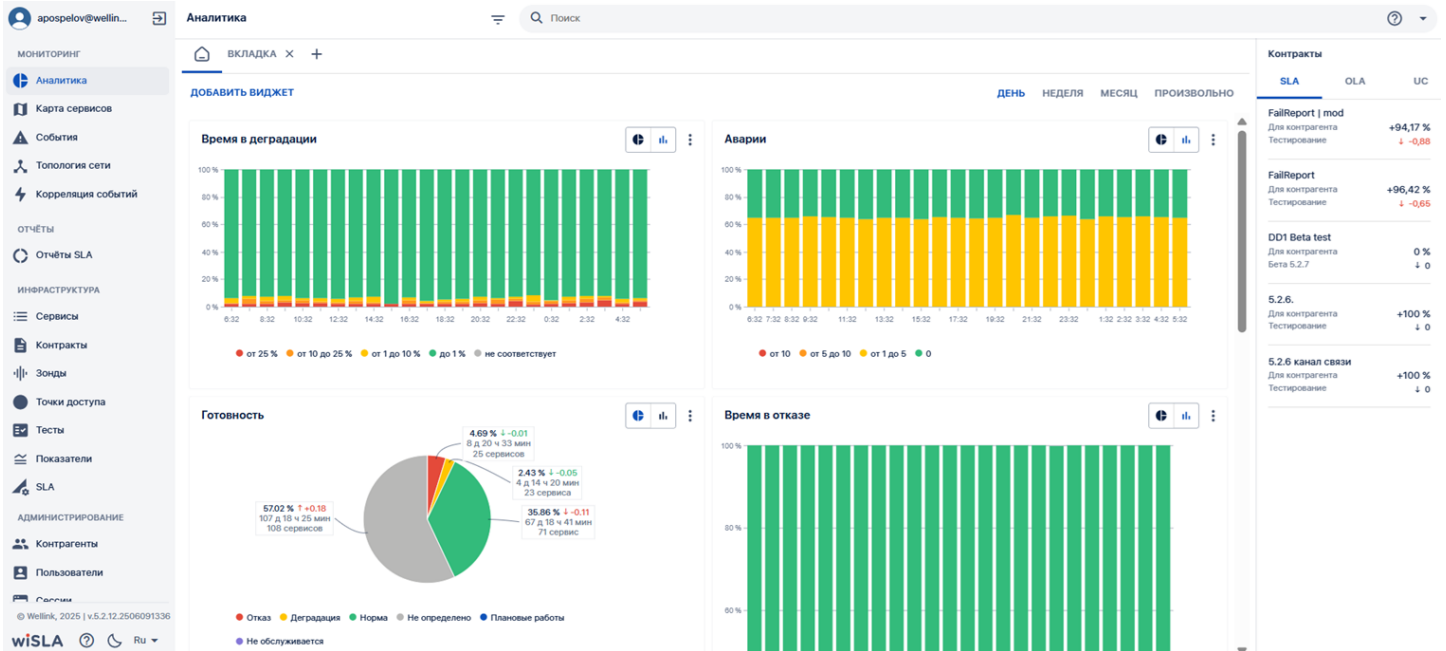 apospelov@wellin...
МОНИТОРИНГ
Аналитика
Карта сервисов
События
Топология сети
Корреляция событий
ОТЧЁТЫ
Отчёты SLA
ИНФРАСТРУКТУРА
Сервисы
Контракты
Зонды
Точки доступа
Тесты
Показатели
SLA
АДМИНИСТРИРОВАНИЕ
Контрагенты
Пользователи
Сессии
© Wellink, 2025 | v.5.2.12.2506091336
wiSLA
Ru
Аналитика
Поиск
ВКЛАДКА
ДОБАВИТЬ ВИДЖЕТ
ДЕНЬ НЕДЕЛЯ МЕСЯЦ ПРОИЗВОЛЬНО
Время в деградации
100 %
80 %
60 %
40 %
20 %
0 %
6:32 8:32 10:32 12:32 14:32 16:32 18:32 20:32 22:32 0:32 2:32 4:32
от 25 % от 10 до 25 % от 1 до 10 % до 1 % не соответствует
Аварии
100 %
80 %
60 %
40 %
20 %
0 %
6:32 7:32 8:32 9:32 11:32 13:32 15:32 17:32 19:32 21:32 23:32 1:32 2:32 3:32 4:32 5:32
от 10 от 5 до 10 от 1 до 5 0
Готовность
4.69 % ↓ -0.01
8 д 20 ч 33 мин
25 сервисов
2.43 % ↓ -0.05
4 д 14 ч 20 мин
23 сервиса
57.02 % ↑ +0.18
107 д 18 ч 25 мин
108 сервисов
35.86 % ↓ -0.11
67 д 18 ч 41 мин
71 сервис
Отказ Деградация Норма Не определено Плановые работы
Не обслуживается
Время в отказе
100 %
80 %
60 %
Контракты
SLA OLA UC
FailReport | mod
Для контрагента +94,17 %
Тестирование ↓ -0,88
FailReport
Для контрагента +96,42 %
Тестирование ↓ -0,65
DD1 Beta test
Для контрагента 0 %
Бета 5.2.7 ↓ 0
5.2.6.
Для контрагента +100 %
Тестирование ↓ 0
5.2.6 канал связи
Для контрагента +100 %
Тестирование ↓ 0